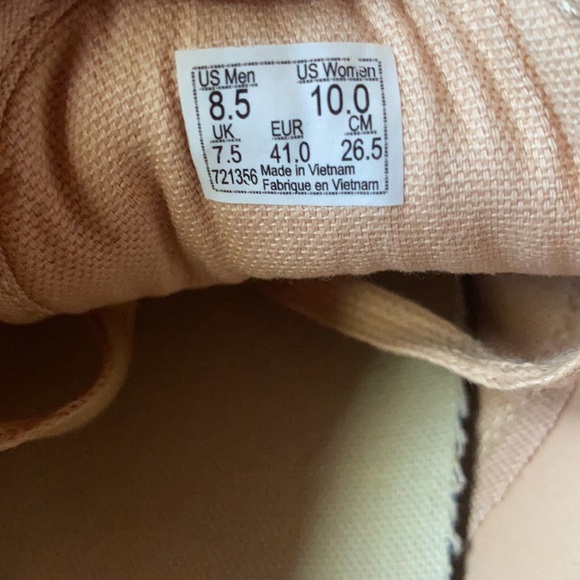 US Men US Women
8.5 10.0
UK EUR CM
7.5 41.0 26.5
721356 Made in Vietnam
Fabrique en Vietnam